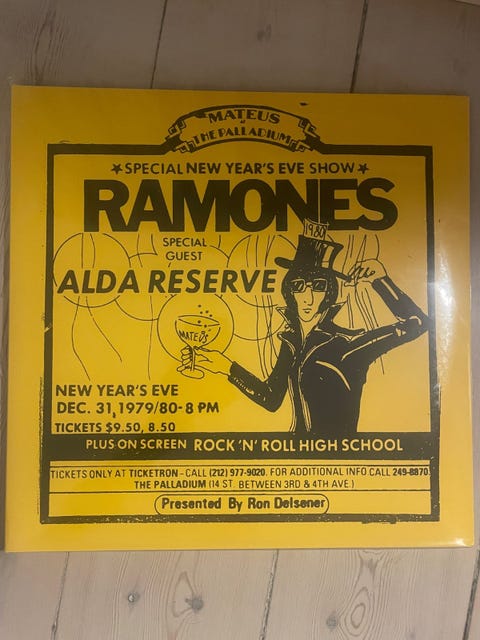 MATEUS
at
THE PALLADIUM
★SPECIAL NEW YEAR'S EVE SHOW★
RAMONES
1980
SPECIAL
GUEST
ALDA RESERVE
MATEUS
NEW YEAR'S EVE
DEC. 31, 1979/80-8 PM
TICKETS $9.50, 8.50
PLUS ON SCREEN ROCK 'N' ROLL HIGH SCHOOL
TICKETS ONLY AT TICKETRON-CALL (212) 977-9020. FOR ADDITIONAL INFO CALL 249-8870.
THE PALLADIUM (14 ST. BETWEEN 3RD & 4TH AVE.)
Presented By Ron Delsener